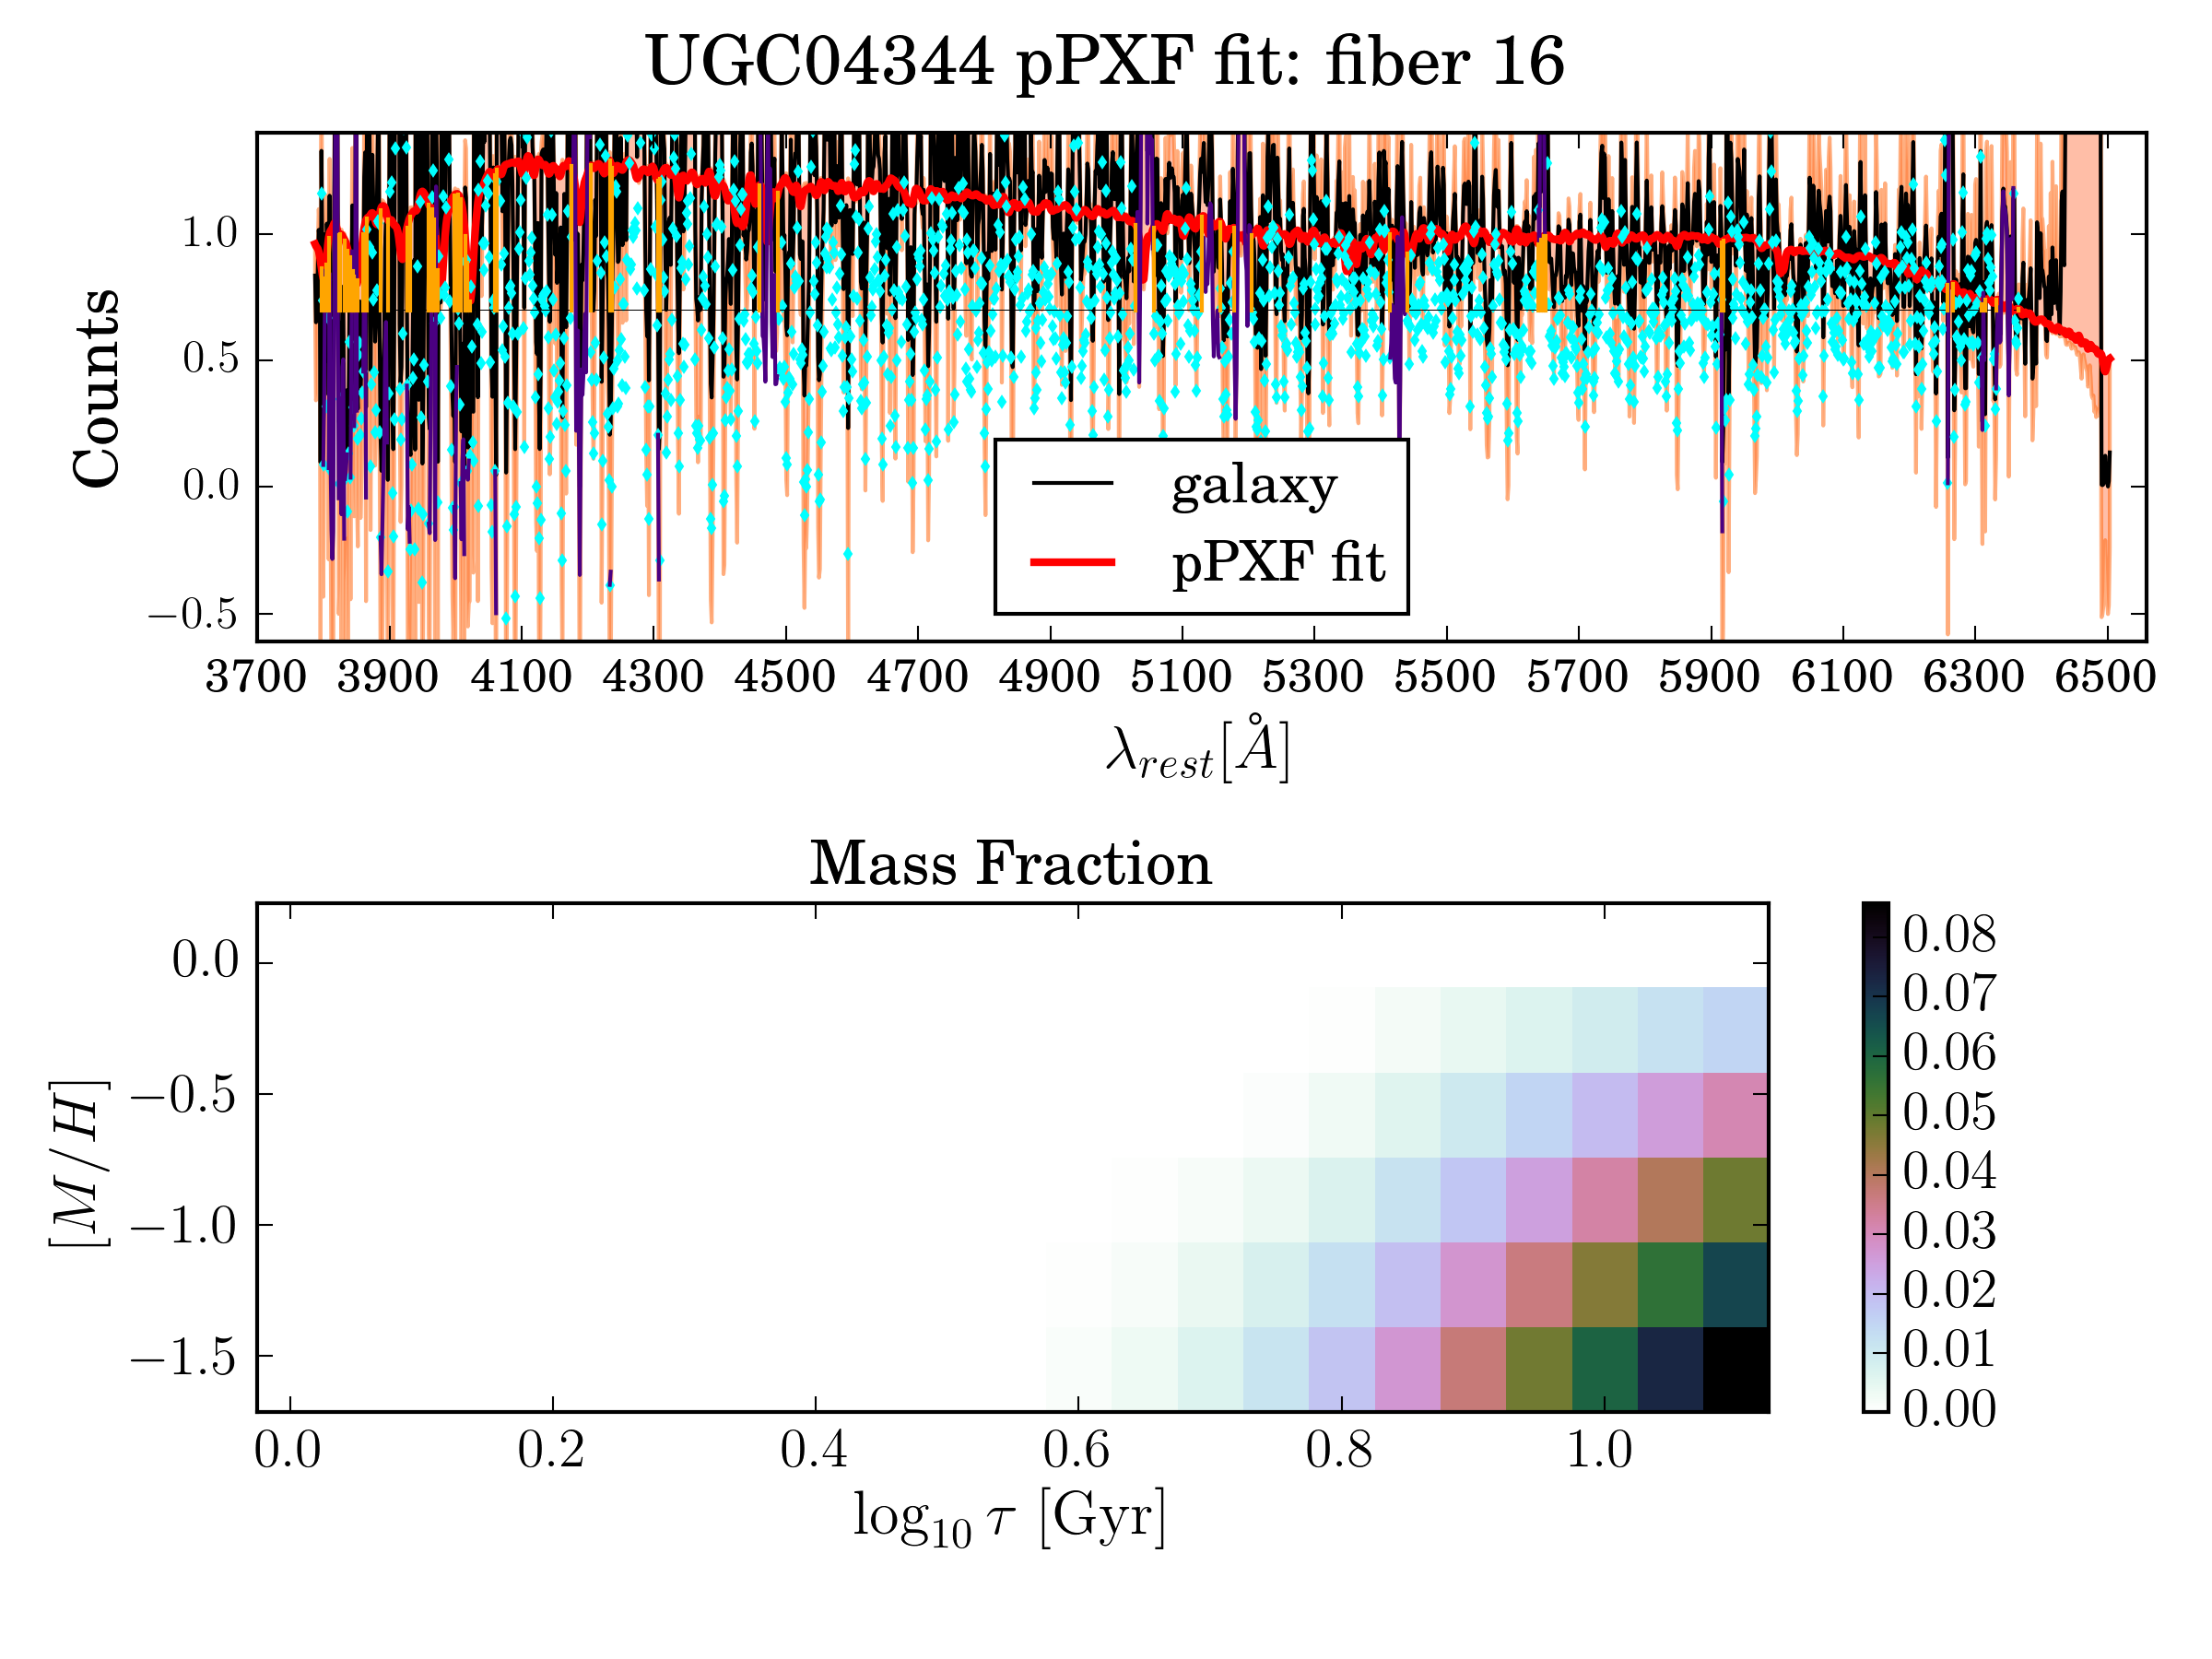 UGC04344 pPXF fit: fiber 16
Counts
1.0
0.5
0.0
−0.5
galaxy
pPXF fit
3700 3900 4100 4300 4500 4700 4900 5100 5300 5500 5700 5900 6100 6300 6500
λrest[Å]
Mass Fraction
[M/H]
0.0
−0.5
−1.0
−1.5
0.0 0.2 0.4 0.6 0.8 1.0
log10 τ [Gyr]
0.08
0.07
0.06
0.05
0.04
0.03
0.02
0.01
0.00